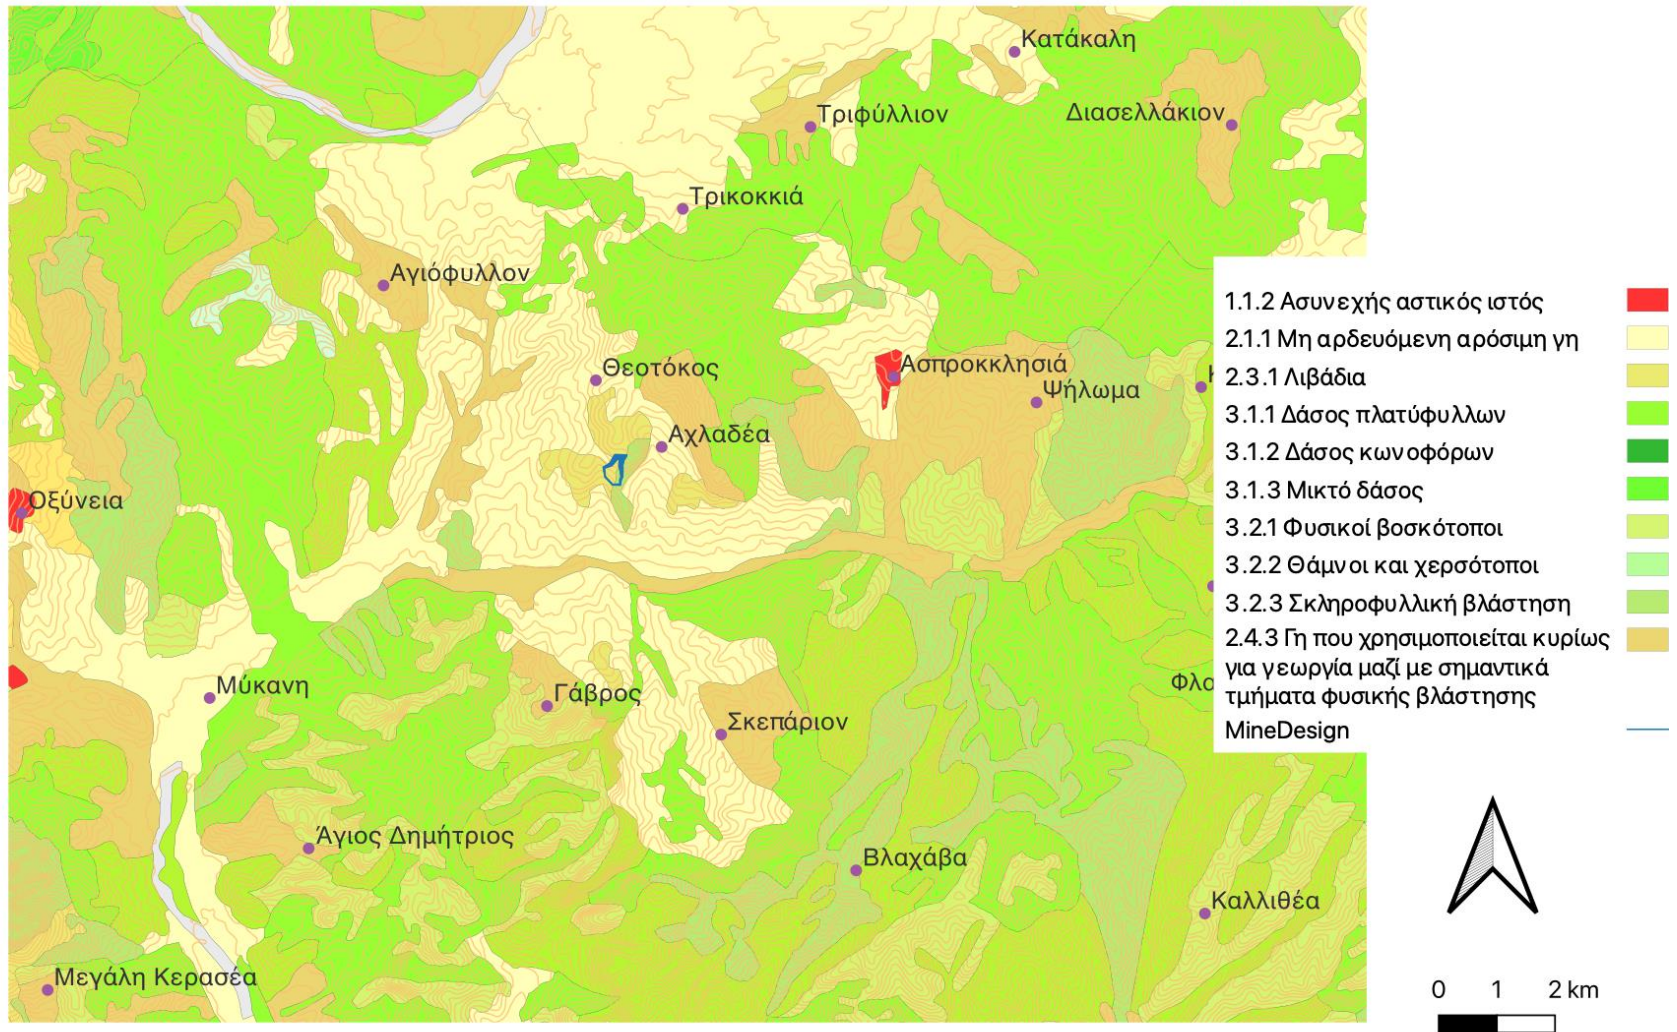 Κατάκαλη
Τριφύλλιον
Διασελλάκιον
Τρικοκκιά
Αγιόφυλλον
Θεοτόκος
Ασπροκκλησιά
Ψήλωμα
Αχλαδέα
Οξύνεια
Μύκανη
Γάβρος
Σκεπάριον
Φλα
Άγιος Δημήτριος
Βλαχάβα
Καλλιθέα
Μεγάλη Κερασέα
1.1.2 Ασυνεχής αστικός ιστός
2.1.1 Μη αρδευόμενη αρόσιμη γη
2.3.1 Λιβάδια
3.1.1 Δάσος πλατύφυλλων
3.1.2 Δάσος κωνοφόρων
3.1.3 Μικτό δάσος
3.2.1 Φυσικοί βοσκότοποι
3.2.2 Θάμνοι και χερσότοποι
3.2.3 Σκληροφυλλική βλάστηση
2.4.3 Γη που χρησιμοποιείται κυρίως
για γεωργία μαζί με σημαντικά
τμήματα φυσικής βλάστησης
MineDesign
0 1 2 km